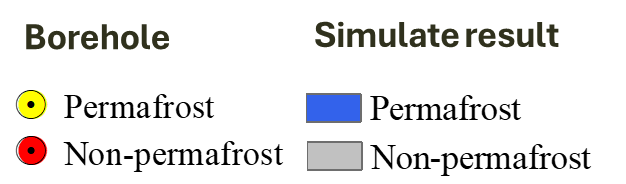 Borehole
Permafrost
Non-permafrost
Simulate result
Permafrost
Non-permafrost